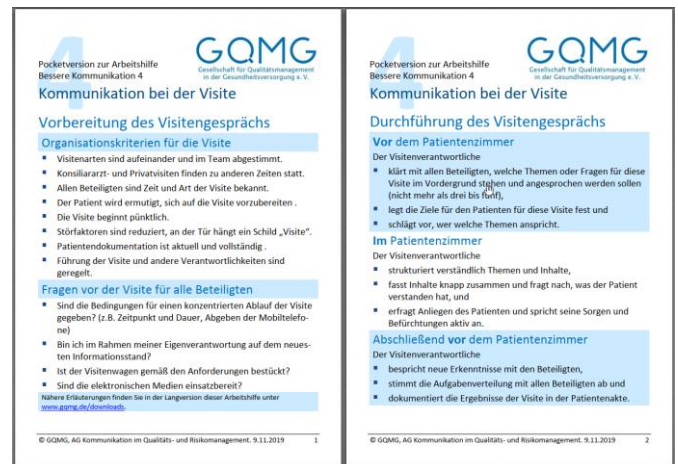 4
GQMG
Gesellschaft für Qualitätsmanagement
in der Gesundheitsversorgung e. V.
Pocketversion zur Arbeitshilfe
Bessere Kommunikation 4
Kommunikation bei der Visite
Vorbereitung des Visitengesprächs
Organisationskriterien für die Visite
▪ Visitenarten sind aufeinander und im Team abgestimmt.
▪ Konsiliararzt- und Privatvisiten finden zu anderen Zeiten statt.
▪ Allen Beteiligten sind Zeit und Art der Visite bekannt.
▪ Der Patient wird ermutigt, sich auf die Visite vorzubereiten .
▪ Die Visite beginnt pünktlich.
▪ Störfaktoren sind reduziert, an der Tür hängt ein Schild „Visite“.
▪ Patientendokumentation ist aktuell und vollständig .
▪ Führung der Visite und andere Verantwortlichkeiten sind
geregelt.
Fragen vor der Visite für alle Beteiligten
▪ Sind die Bedingungen für einen konzentrierten Ablauf der Visite
gegeben? (z.B. Zeitpunkt und Dauer, Abgeben der Mobiltelefo-
ne)
▪ Bin ich im Rahmen meiner Eigenverantwortung auf dem neues-
ten Informationsstand?
▪ Ist der Visitenwagen gemäß den Anforderungen bestückt?
▪ Sind die elektronischen Medien einsatzbereit?
Nähere Erläuterungen finden Sie in der Langversion dieser Arbeitshilfe unter
www.gqmg.de/downloads.
© GQMG, AG Kommunikation im Qualitäts- und Risikomanagement. 9.11.2019 1
4
GQMG
Gesellschaft für Qualitätsmanagement
in der Gesundheitsversorgung e. V.
Pocketversion zur Arbeitshilfe
Bessere Kommunikation 4
Kommunikation bei der Visite
Durchführung des Visitengesprächs
Vor dem Patientenzimmer
Der Visitenverantwortliche
▪ klärt mit allen Beteiligten, welche Themen oder Fragen für diese
Visite im Vordergrund stehen und angesprochen werden sollen
(nicht mehr als drei bis fünf),
▪ legt die Ziele für den Patienten für diese Visite fest und
▪ schlägt vor, wer welche Themen anspricht.
Im Patientenzimmer
Der Visitenverantwortliche
▪ strukturiert verständlich Themen und Inhalte,
▪ fasst Inhalte knapp zusammen und fragt nach, was der Patient
verstanden hat, und
▪ erfragt Anliegen des Patienten und spricht seine Sorgen und
Befürchtungen aktiv an.
Abschließend vor dem Patientenzimmer
Der Visitenverantwortliche
▪ bespricht neue Erkenntnisse mit den Beteiligten,
▪ stimmt die Aufgabenverteilung mit allen Beteiligten ab und
▪ dokumentiert die Ergebnisse der Visite in der Patientenakte.
© GQMG, AG Kommunikation im Qualitäts- und Risikomanagement. 9.11.2019 2